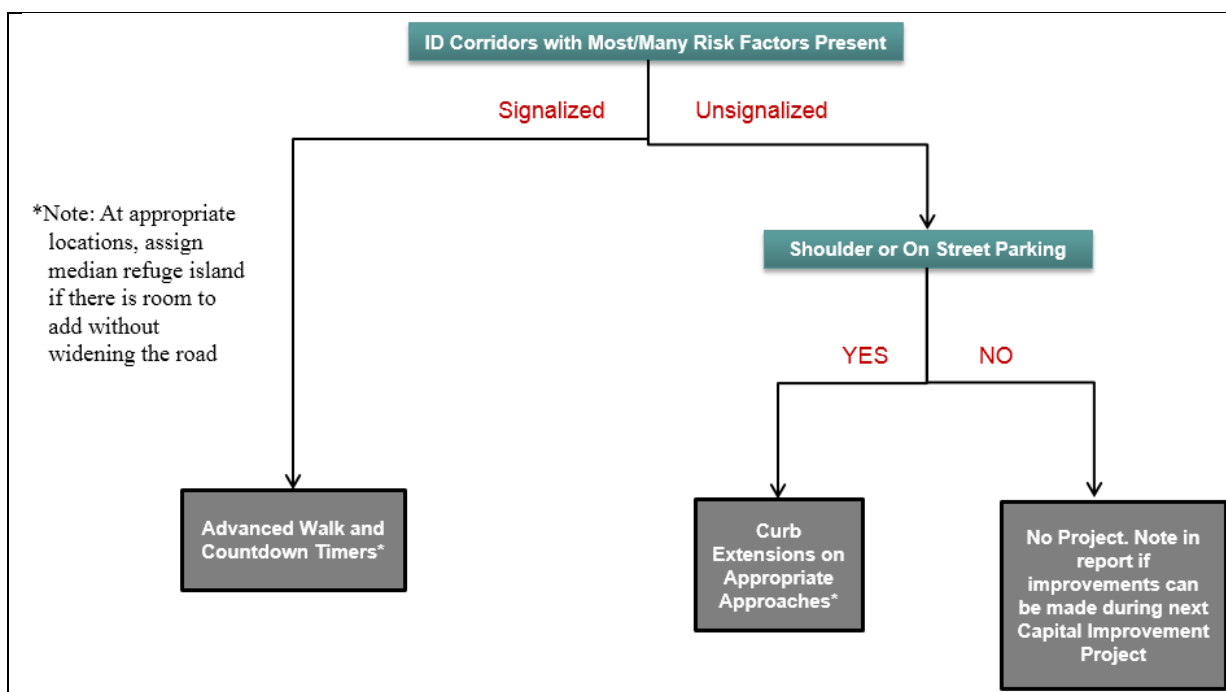 ID Corridors with Most/Many Risk Factors Present
Signalized
Unsignalized
*Note: At appropriate
locations, assign
median refuge island
if there is room to
add without
widening the road
Shoulder or On Street Parking
YES
NO
Advanced Walk and
Countdown Timers*
Curb
Extensions on
Appropriate
Approaches*
No Project. Note in
report if
improvements can
be made during next
Capital Improvement
Project